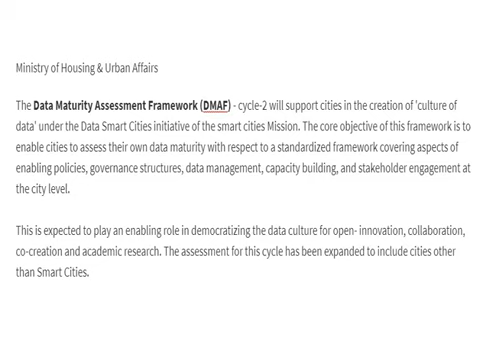 Ministry of Housing & Urban Affairs
The Data Maturity Assessment Framework (DMAF) - cycle-2 will support cities in the creation of 'culture of
data' under the Data Smart Cities initiative of the smart cities Mission. The core objective of this framework is to
enable cities to assess their own data maturity with respect to a standardized framework covering aspects of
enabling policies, governance structures, data management, capacity building, and stakeholder engagement at
the city level.
This is expected to play an enabling role in democratizing the data culture for open- innovation, collaboration,
co-creation and academic research. The assessment for this cycle has been expanded to include cities other
than Smart Cities.